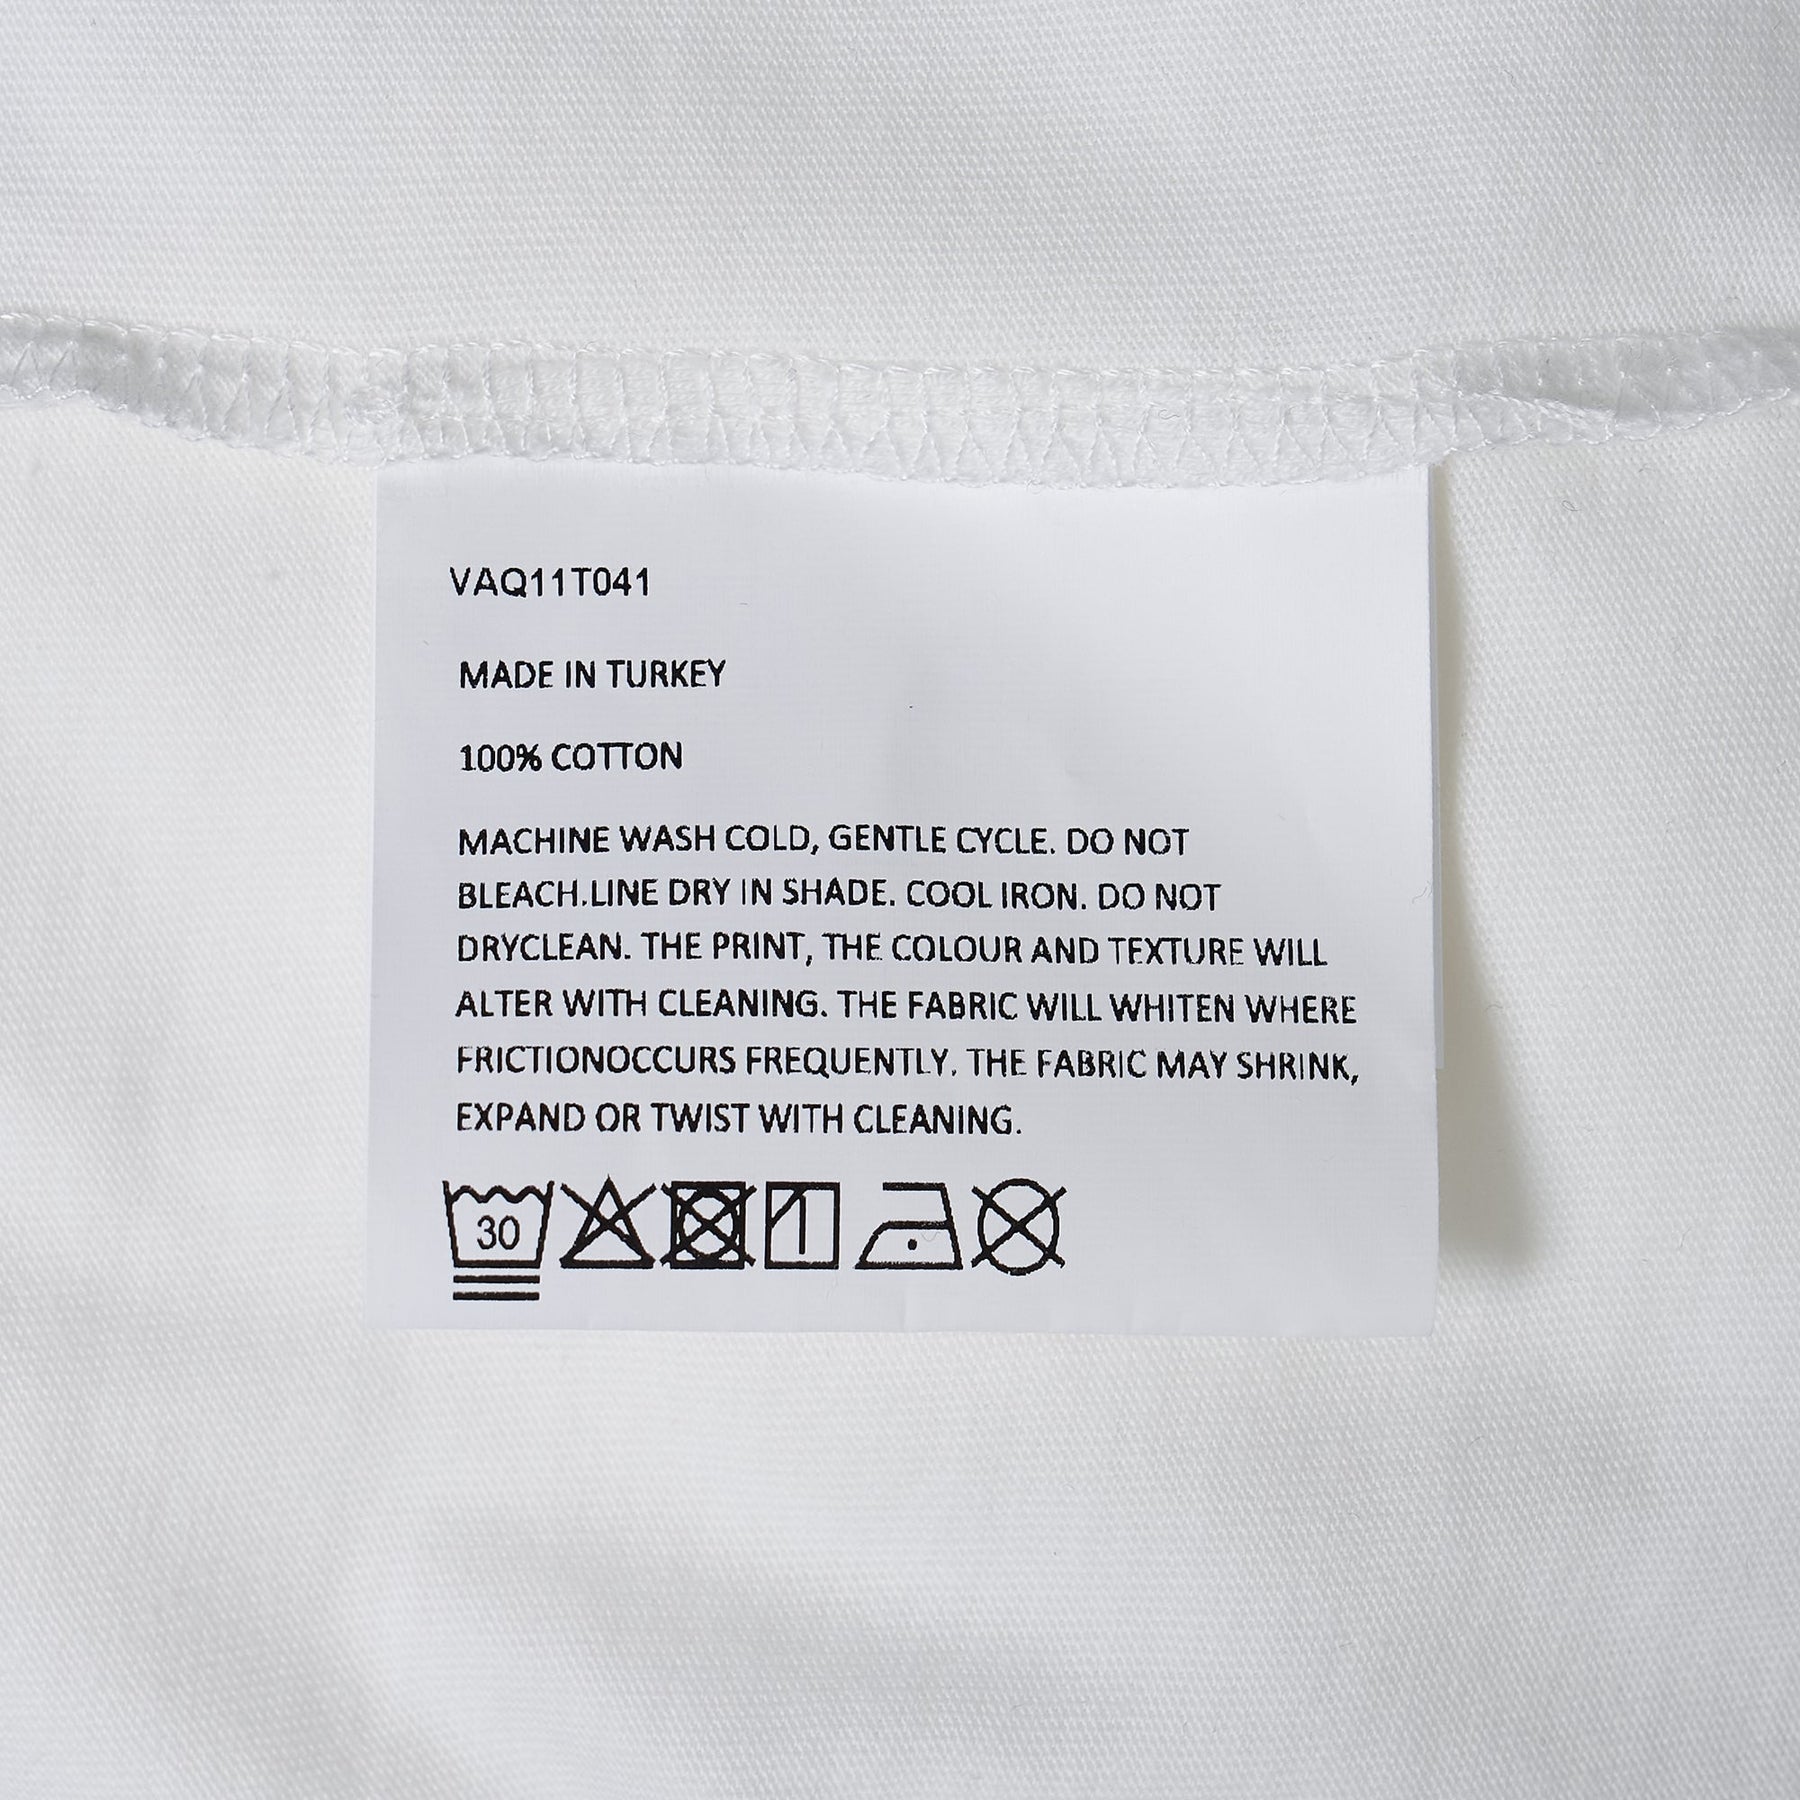 VAQ11T041
MADE IN TURKEY
100% COTTON
MACHINE WASH COLD, GENTLE CYCLE. DO NOT
BLEACH.LINE DRY IN SHADE. COOL IRON. DO NOT
DRYCLEAN. THE PRINT, THE COLOUR AND TEXTURE WILL
ALTER WITH CLEANING. THE FABRIC WILL WHITEN WHERE
FRICTIONOCCURS FREQUENTLY. THE FABRIC MAY SHRINK,
EXPAND OR TWIST WITH CLEANING.
30